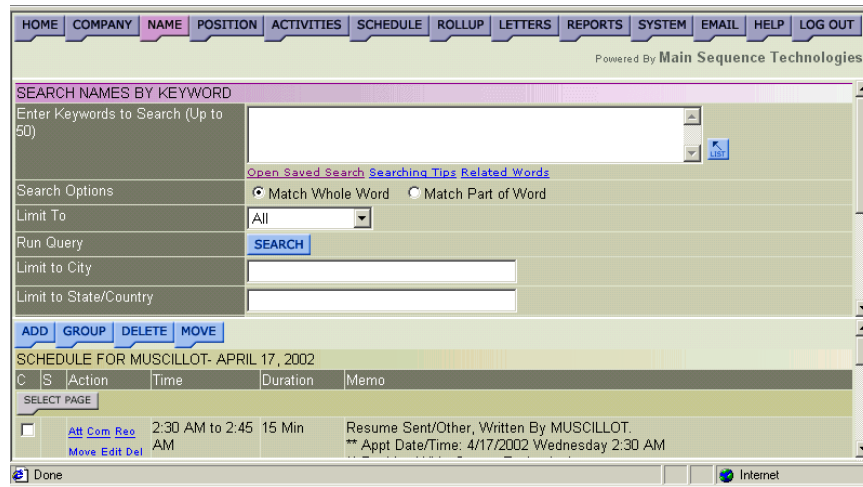 HOME COMPANY NAME POSITION ACTIVITIES SCHEDULE ROLLUP LETTERS REPORTS SYSTEM EMAIL HELP LOG OUT
Powered By Main Sequence Technologies
SEARCH NAMES BY KEYWORD
Enter Keywords to Search (Up to
50)
LIST
Open Saved Search Searching Tips Related Words
Search Options Match Whole Word Match Part of Word
Limit To All
Run Query SEARCH
Limit to City
Limit to State/Country
ADD GROUP DELETE MOVE
SCHEDULE FOR MUSCILLOT- APRIL 17, 2002
C S Action Time Duration Memo
SELECT PAGE
Att Com Reo 2:30 AM to 2:45 15 Min Resume Sent/Other, Written By MUSCILLOT.
Move Edit Del AM ** Appt Date/Time: 4/17/2002 Wednesday 2:30 AM
Done Internet